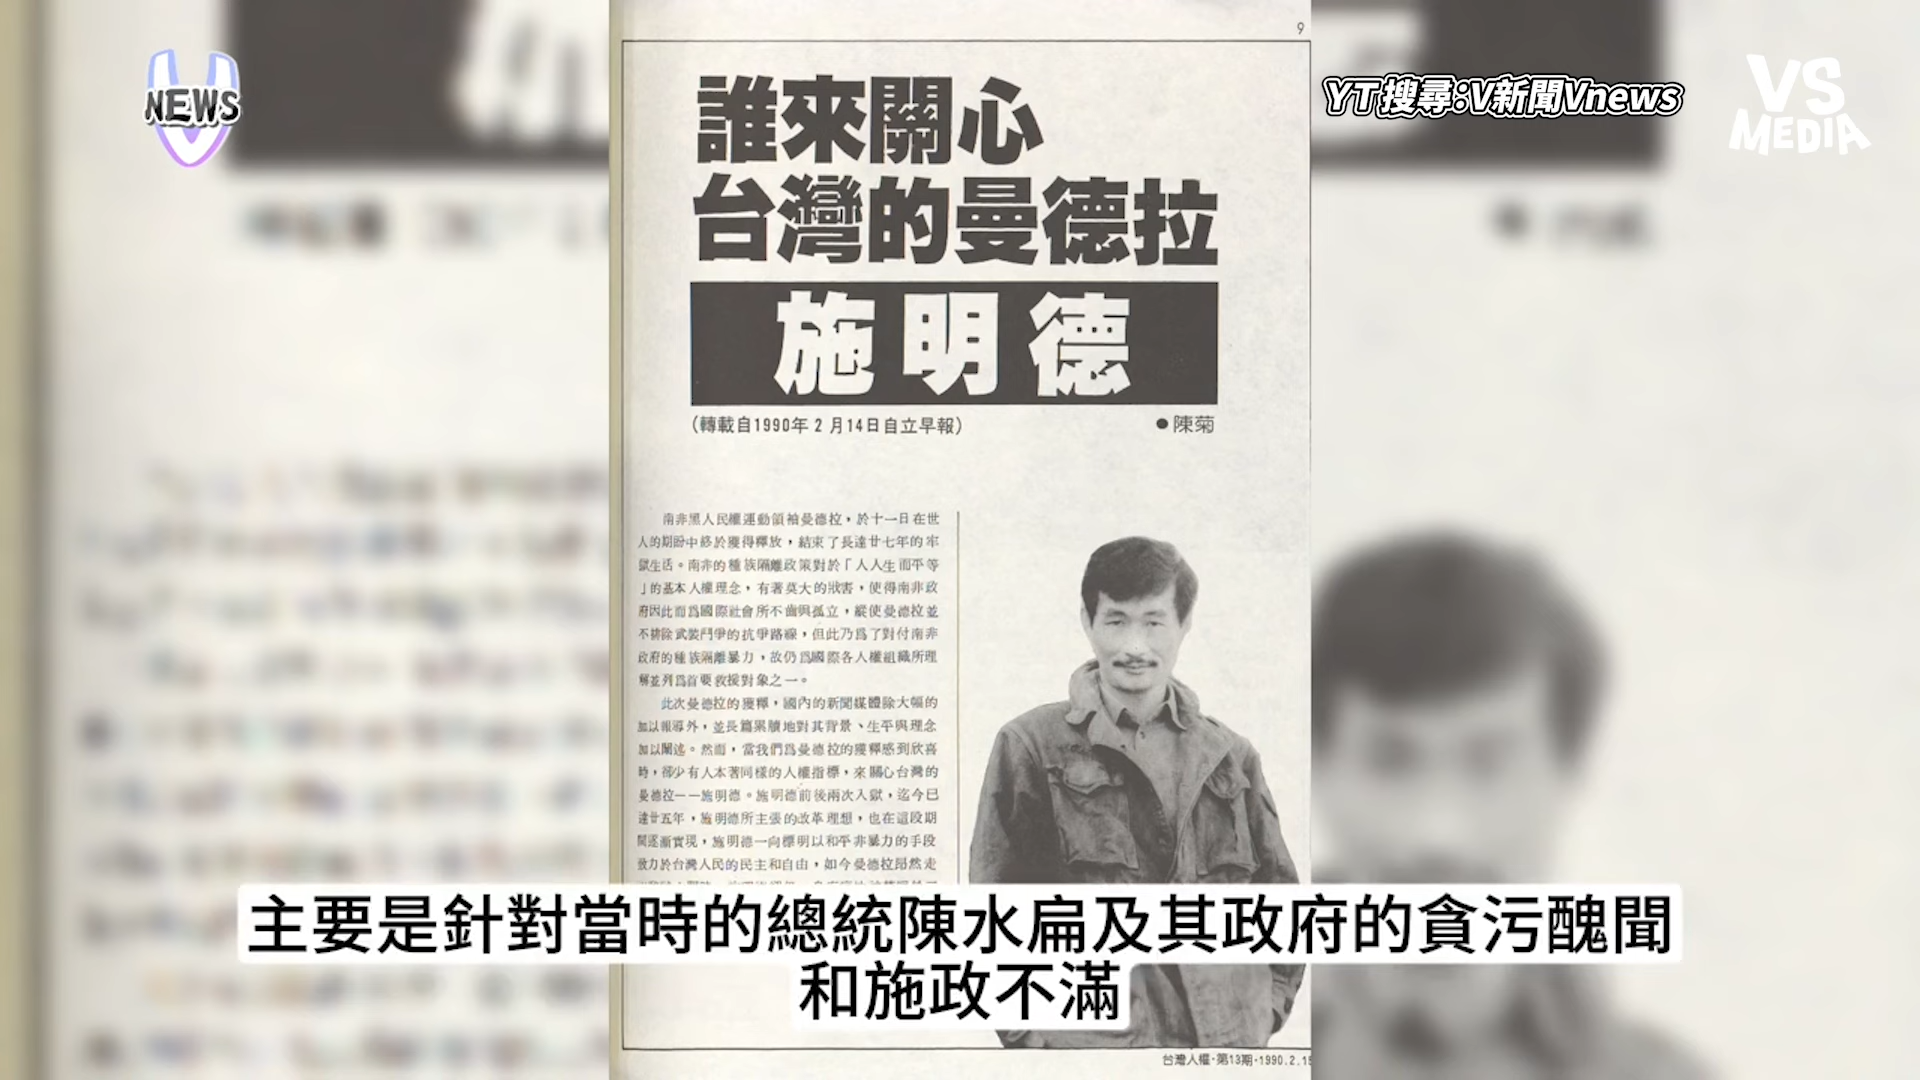 NEWS
YT搜尋:V新聞Vnews
VS
MEDIA
9
誰來關心
台灣的曼德拉
施明德
(轉載自1990年2月14日自立早報)
●陳菊
南非黑人民權運動領袖曼德拉，於十一日在世
人的期盼中終於獲得釋放，結束了長達廿七年的牢
獄生活。南非的種族隔離政策對於「人人生而平等
」的基本人權理念，有著莫大的戕害，使得南非政
府因此而爲國際社會所不齒與孤立，縱使曼德拉並
不排除武裝鬥爭的抗爭路線，但此乃爲了對付南非
政府的種族隔離暴力，故仍爲國際各人權組織所理
解並列爲首要救援對象之一。
此次曼德拉的獲釋，國內的新聞媒體除大幅的
加以報導外，並長篇累牘地對其背景、生平與理念
加以闡述。然而，當我們爲曼德拉的獲釋感到欣喜
時，卻少有人本著同樣的人權指標，來關心台灣的
曼德拉——施明德。施明德前後兩次入獄，迄今已
達廿五年，施明德所主張的改革理想，也在這段期
間逐漸實現，施明德一向標明以和平非暴力的手段
致力於台灣人民的民主和自由，如今曼德拉昂然走
主要是針對當時的總統陳水扁及其政府的貪污醜聞
和施政不滿
台灣人權·第13期·1990.2.15